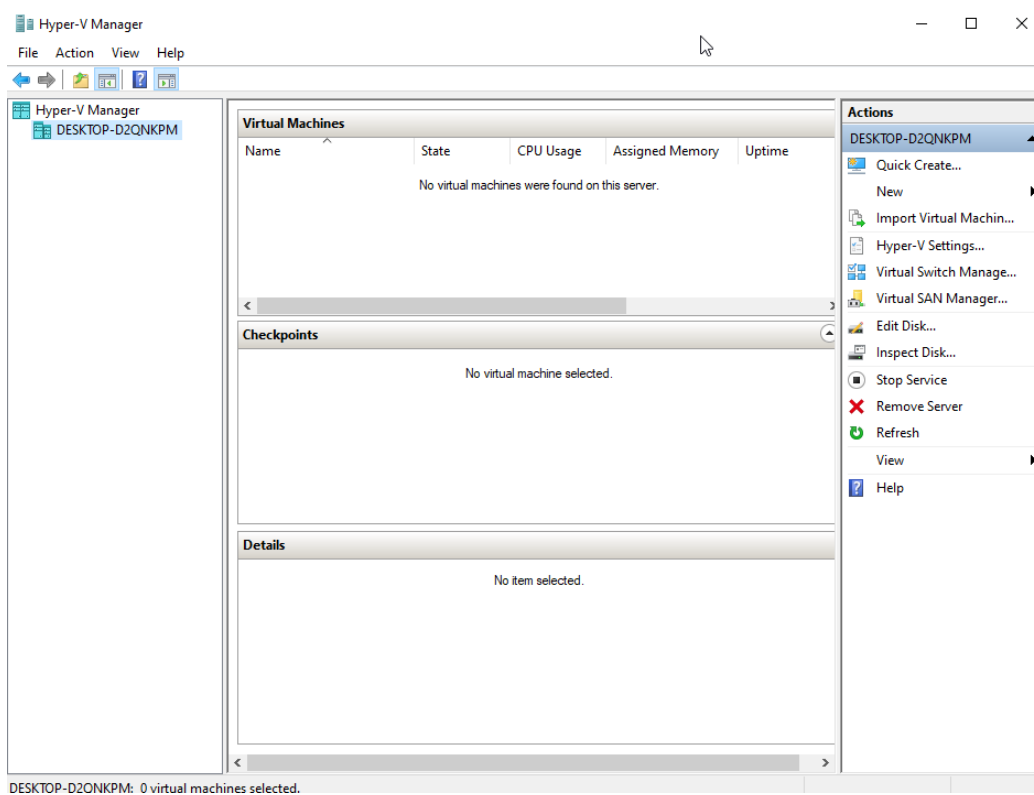 Hyper-V Manager
File Action View Help
Hyper-V Manager
DESKTOP-D2QNKPM
Virtual Machines
Name State CPU Usage Assigned Memory Uptime
No virtual machines were found on this server.
Checkpoints
No virtual machine selected.
Details
No item selected.
Actions
DESKTOP-D2QNKPM
Quick Create...
New
Import Virtual Machin...
Hyper-V Settings...
Virtual Switch Manage...
Virtual SAN Manager...
Edit Disk...
Inspect Disk...
Stop Service
Remove Server
Refresh
View
Help
DESKTOP-D2QNKPM: 0 virtual machines selected.